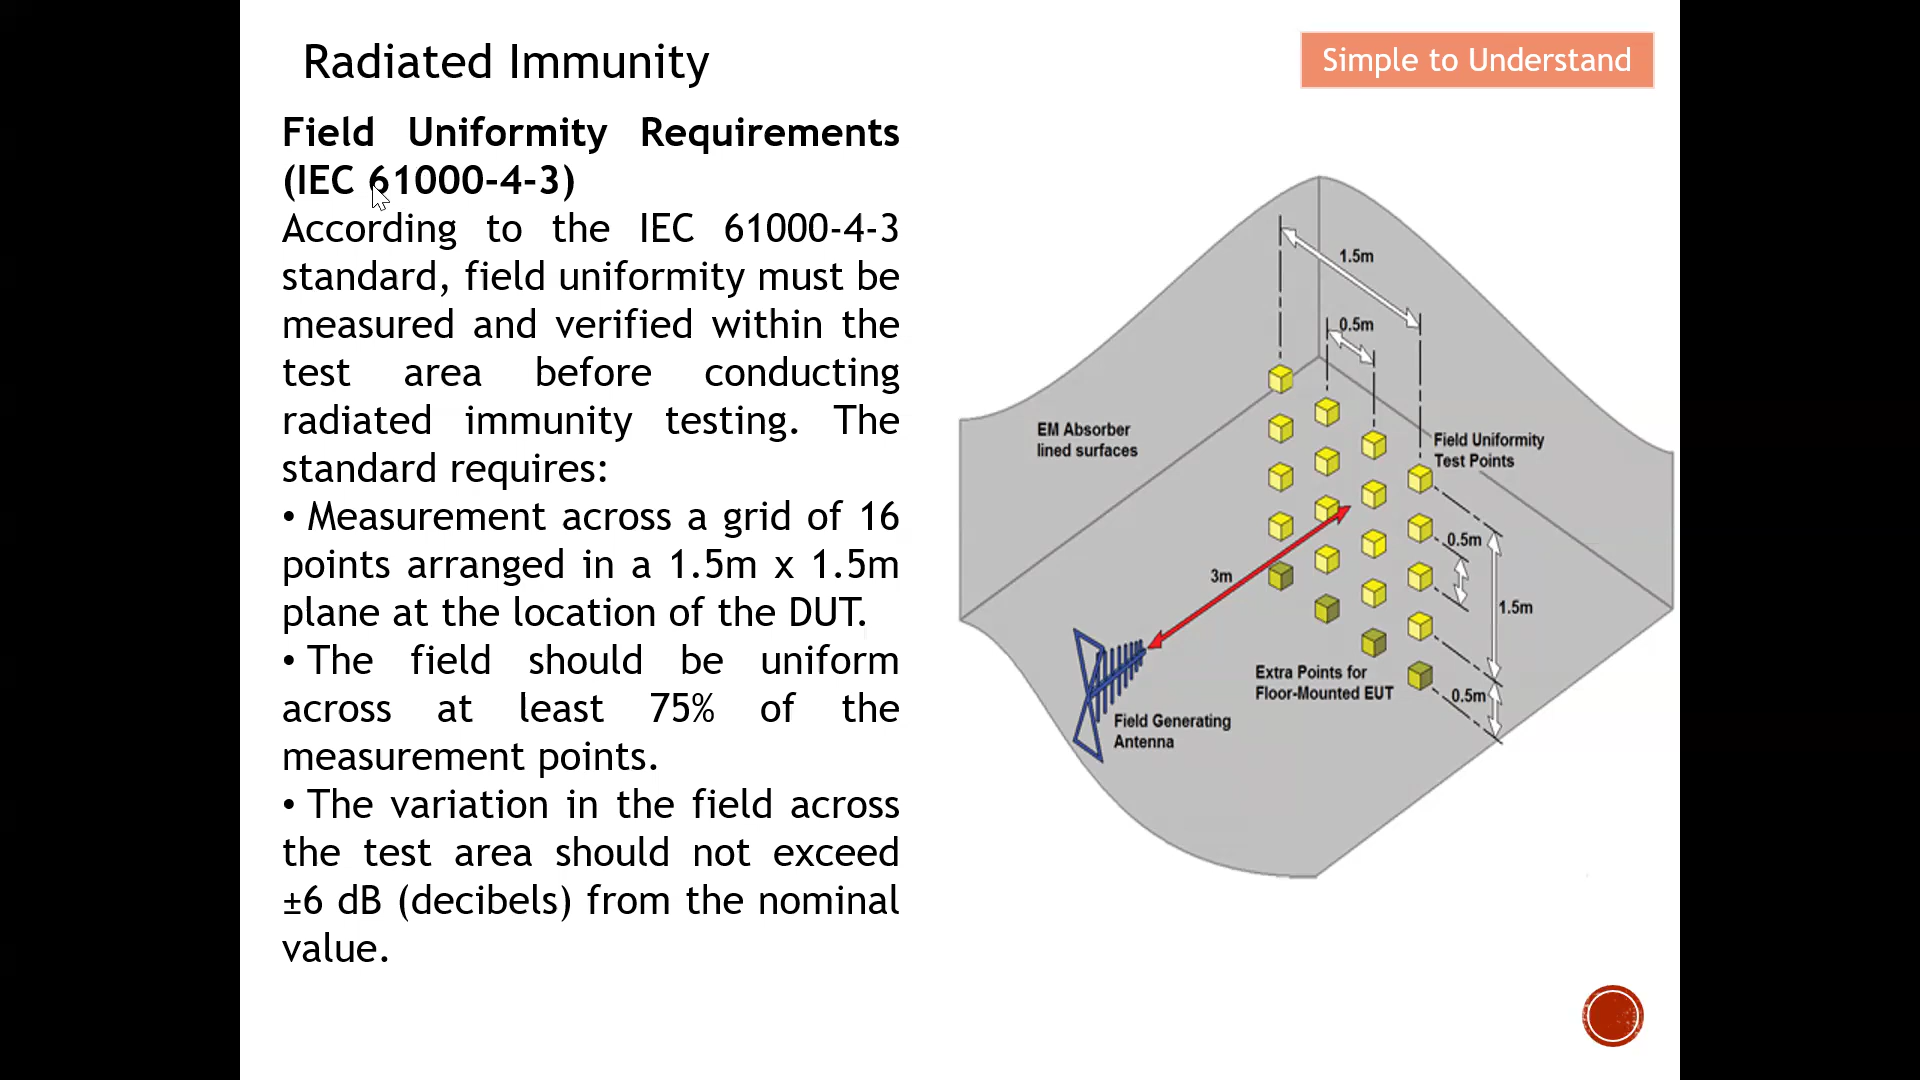 Radiated Immunity
Simple to Understand
Field Uniformity Requirements
(IEC 61000-4-3)
According to the IEC 61000-4-3
standard, field uniformity must be
measured and verified within the
test area before conducting
radiated immunity testing. The
standard requires:
• Measurement across a grid of 16
points arranged in a 1.5m x 1.5m
plane at the location of the DUT.
• The field should be uniform
across at least 75% of the
measurement points.
• The variation in the field across
the test area should not exceed
±6 dB (decibels) from the nominal
value.
1.5m
0.5m
EM Absorber
lined surfaces
Field Uniformity
Test Points
0.5m
3m
1.5m
Extra Points for
Floor-Mounted EUT
0.5m
Field Generating
Antenna